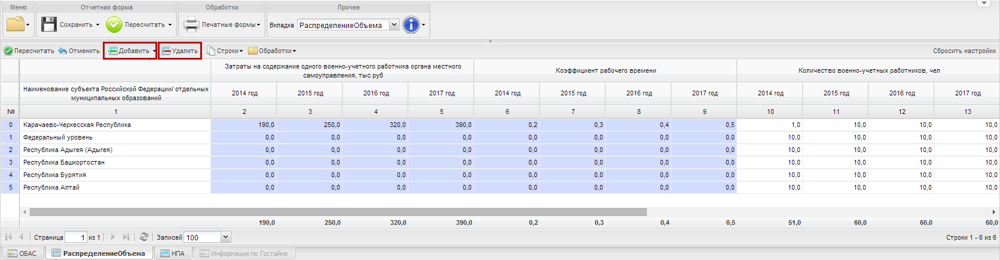 Меню
Отчетная форма
Обработки
Прочее
Сохранить
Пересчитать
Печатные формы
Вкладка
РаспределениеОбъема
Пересчитать
Отменить
Добавить
Удалить
Строки
Обработки
Сбросить настройки
Затраты на содержание одного военно-учетного работника органа местного
самоуправления, тыс руб
Коэффициент рабочего времени
Количество военно-учетных работников, чел
Наименование субъекта Российской Федерации/ отдельных
муниципальных образований
2014 год 2015 год 2016 год 2017 год 2014 год 2015 год 2016 год 2017 год 2014 год 2015 год 2016 год 2017 год
№ 1 2 3 4 5 6 7 8 9 10 11 12 13
0 Карачаево-Черкесская Республика 190,0 250,0 320,0 390,0 0,2 0,3 0,4 0,5 1,0 10,0 10,0 10,0
1 Федеральный уровень 0,0 0,0 0,0 0,0 0,0 0,0 0,0 0,0 10,0 10,0 10,0 10,0
2 Республика Адыгея (Адыгея) 0,0 0,0 0,0 0,0 0,0 0,0 0,0 0,0 10,0 10,0 10,0 10,0
3 Республика Башкортостан 0,0 0,0 0,0 0,0 0,0 0,0 0,0 0,0 10,0 10,0 10,0 10,0
4 Республика Бурятия 0,0 0,0 0,0 0,0 0,0 0,0 0,0 0,0 10,0 10,0 10,0 10,0
5 Республика Алтай 0,0 0,0 0,0 0,0 0,0 0,0 0,0 0,0 10,0 10,0 10,0 10,0
190,0 250,0 320,0 390,0 0,2 0,3 0,4 0,5 51,0 60,0 60,0 60,0
Страница 1 из 1 Записей 100 Строки 1 - 6 из 6
ОБАС РаспределениеОбъема НПА Информация по Гостайне